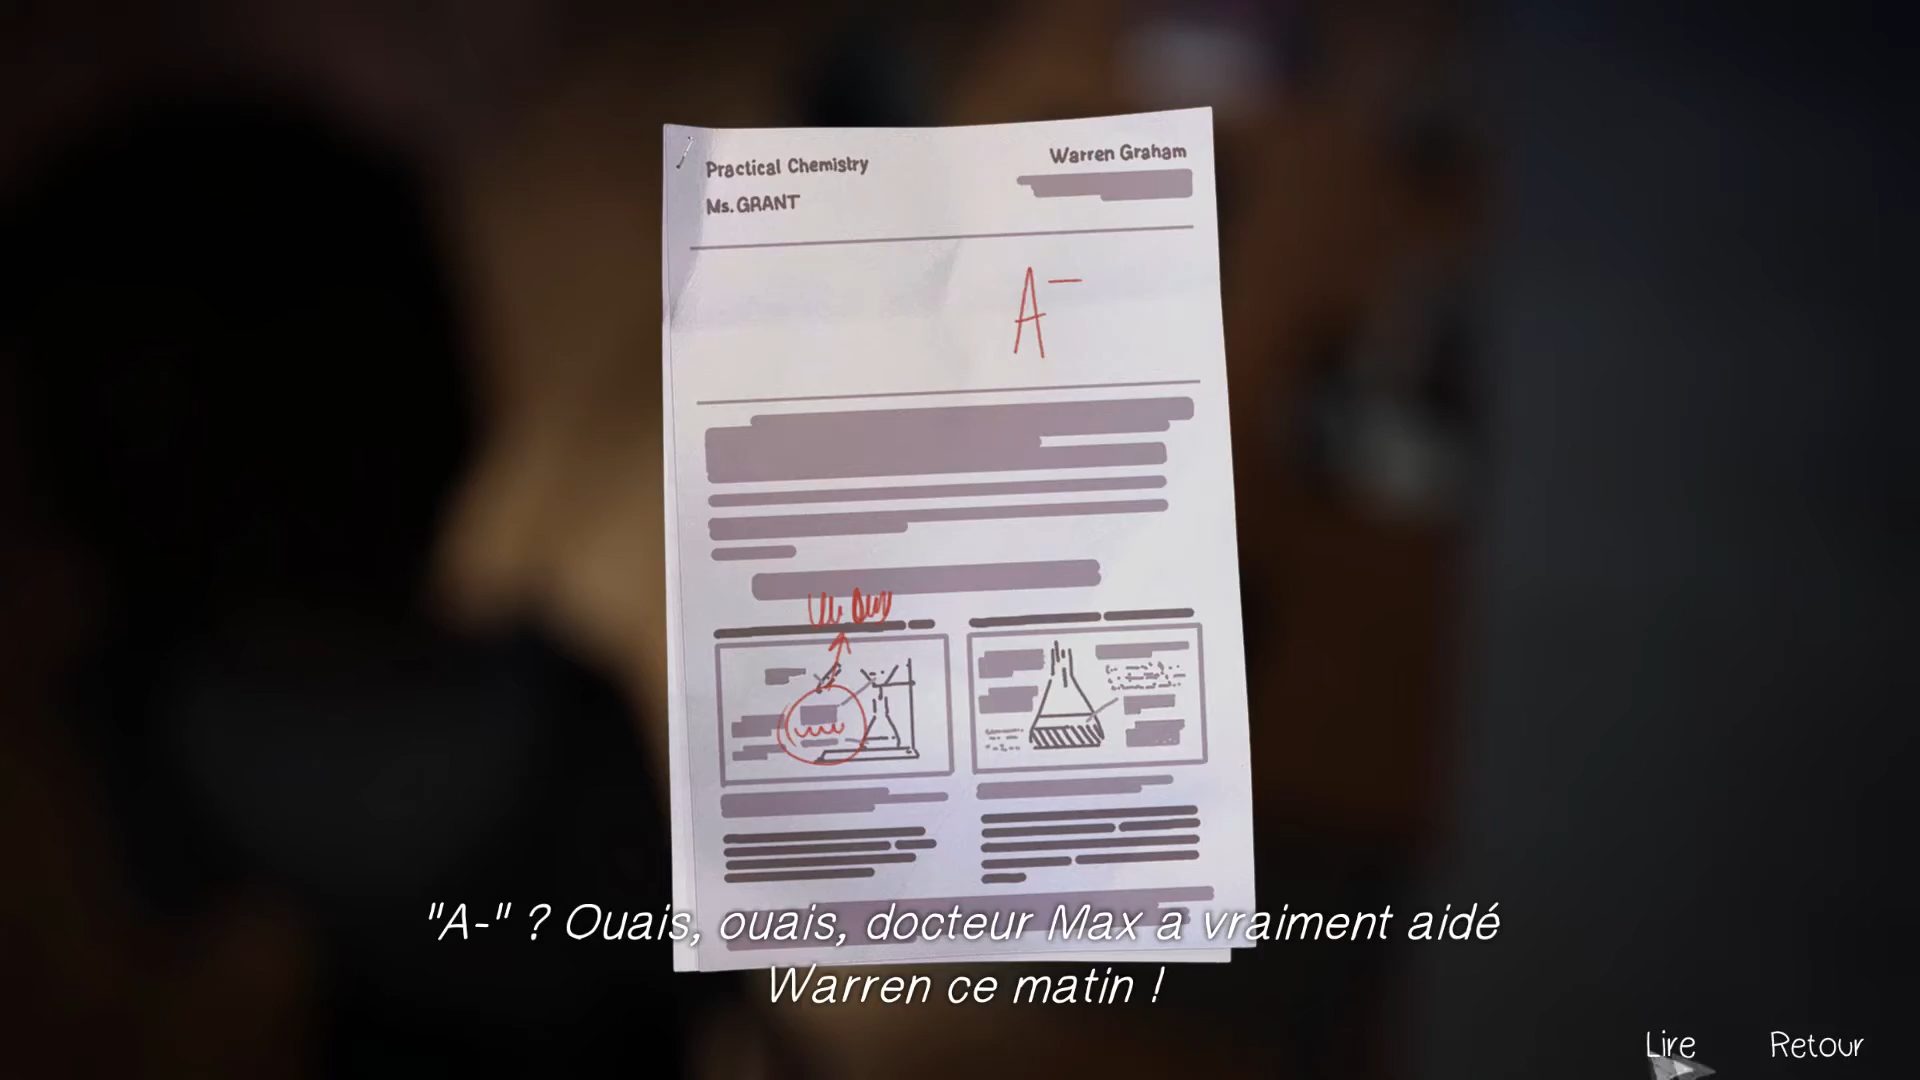 Practical Chemistry
Warren Graham
Ms. GRANT
A-
"A-" ? Ouais, ouais, docteur Max a vraiment aidé
Warren ce matin !
Lire
Retour